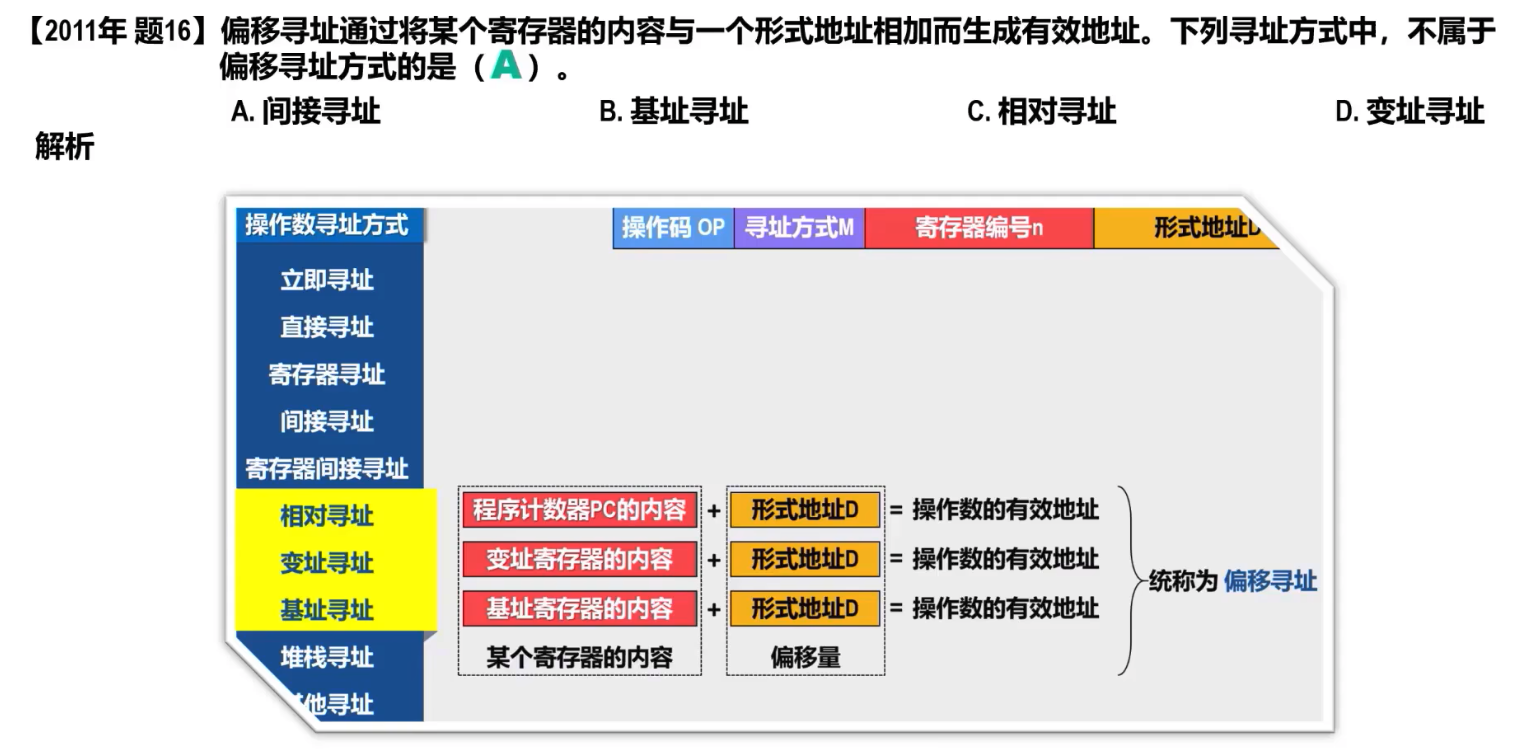 【2011年 题16】偏移寻址通过将某个寄存器的内容与一个形式地址相加而生成有效地址。下列寻址方式中，不属于
偏移寻址方式的是（A）。
A. 间接寻址 B. 基址寻址 C. 相对寻址 D. 变址寻址
解析
操作数寻址方式 操作码 OP 寻址方式M 寄存器编号n 形式地址D
立即寻址
直接寻址
寄存器寻址
间接寻址
寄存器间接寻址
相对寻址 程序计数器PC的内容 + 形式地址D = 操作数的有效地址
变址寻址 变址寄存器的内容 + 形式地址D = 操作数的有效地址
统称为 偏移寻址
基址寻址 基址寄存器的内容 + 形式地址D = 操作数的有效地址
堆栈寻址 某个寄存器的内容 偏移量
他寻址